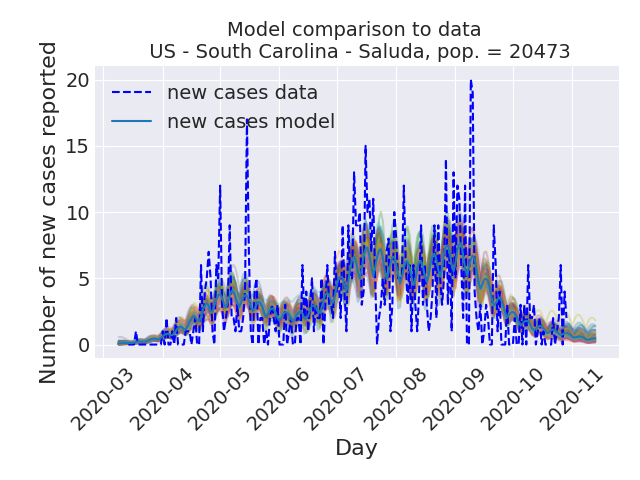 Model comparison to data
US - South Carolina - Saluda, pop. = 20473
Number of new cases reported
20
15
10
5
0
new cases data
new cases model
2020-03
2020-04
2020-05
2020-06
2020-07
2020-08
2020-09
2020-10
2020-11
Day